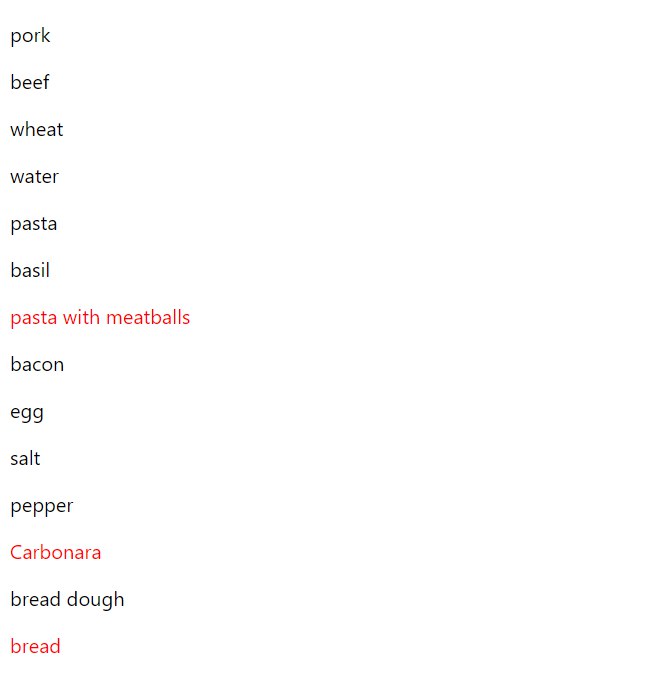 pork
beef
wheat
water
pasta
basil
pasta with meatballs
bacon
egg
salt
pepper
Carbonara
bread dough
bread